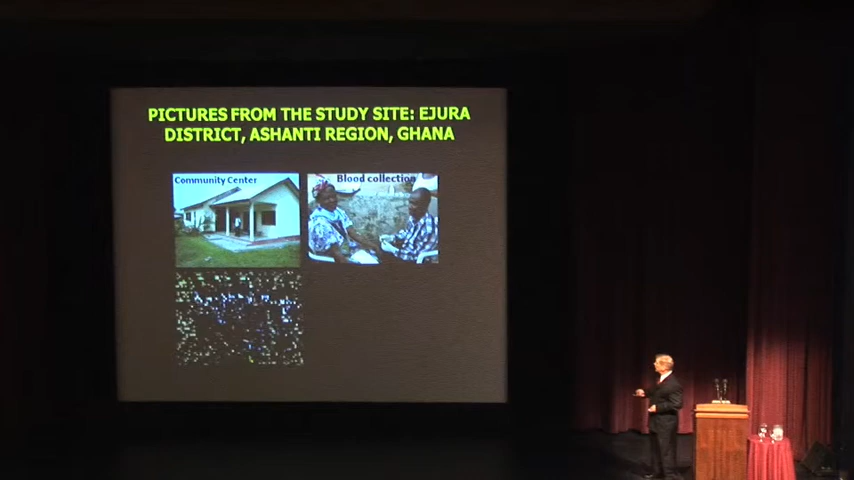 PICTURES FROM THE STUDY SITE: EJURA
DISTRICT, ASHANTI REGION, GHANA
Community Center
Blood collection